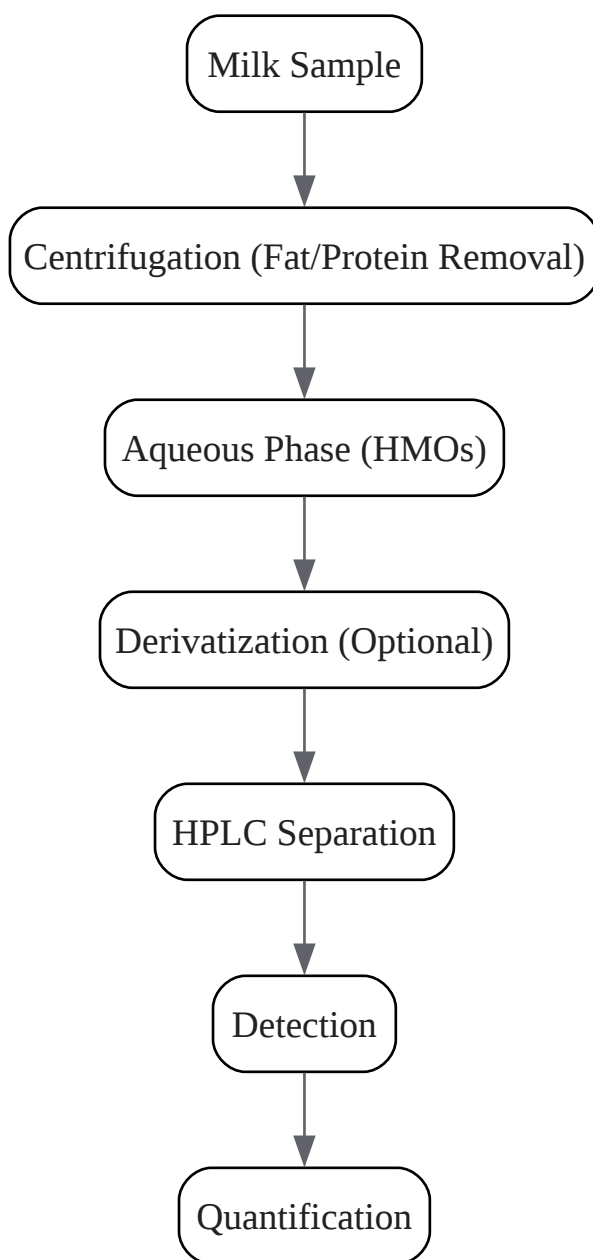 Milk Sample
Centrifugation (Fat/Protein Removal)
Aqueous Phase (HMOs)
Derivatization (Optional)
HPLC Separation
Detection
Quantification